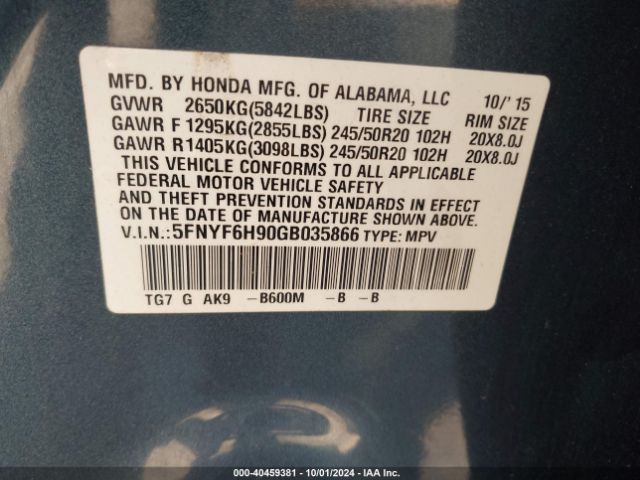 MFD. BY HONDA MFG. OF ALABAMA, LLC 10/'15
GVWR 2650KG(5842LBS) TIRE SIZE RIM SIZE
GAWR F 1295KG(2855LBS) 245/50R20 102H 20X8.0J
GAWR R1405KG(3098LBS) 245/50R20 102H 20X8.0J
THIS VEHICLE CONFORMS TO ALL APPLICABLE
FEDERAL MOTOR VEHICLE SAFETY
AND THEFT PREVENTION STANDARDS IN EFFECT
ON THE DATE OF MANUFACTURE SHOWN ABOVE.
V.I.N.: 5FNYF6H90GB035866 TYPE: MPV
TG7 G AK9 -B600M -B -B
000-40459381 - 10/01/2024 - IAA Inc.